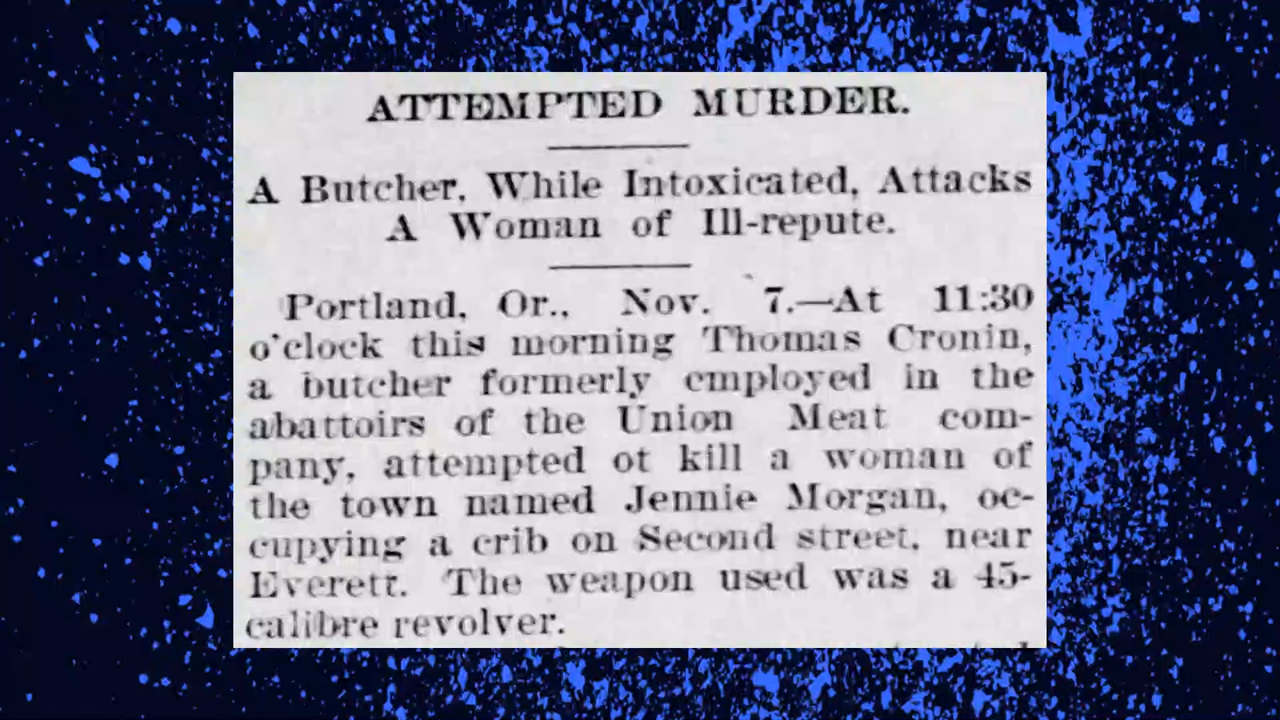 ATTEMPTED MURDER.
A Butcher, While Intoxicated, Attacks
A Woman of Ill-repute.
Portland, Or., Nov. 7.—At 11:30
o'clock this morning Thomas Cronin,
a butcher formerly employed in the
abattoirs of the Union Meat com-
pany, attempted ot kill a woman of
the town named Jennie Morgan, oc-
cupying a crib on Second street, near
Everett. The weapon used was a 45-
calibre revolver.